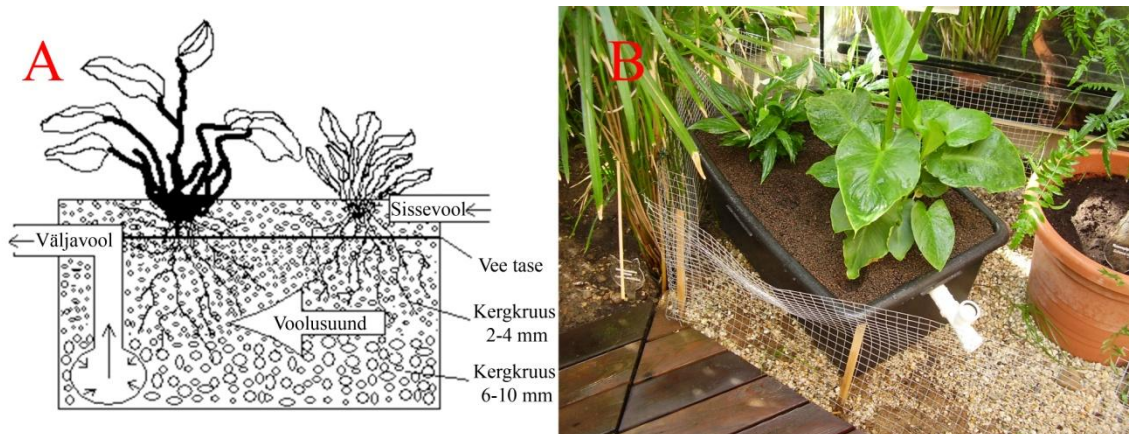 A
Sissevool
Väljavool
Vee tase
Voolusuund
Kergkruus
2-4 mm
Kergkruus
6-10 mm
B